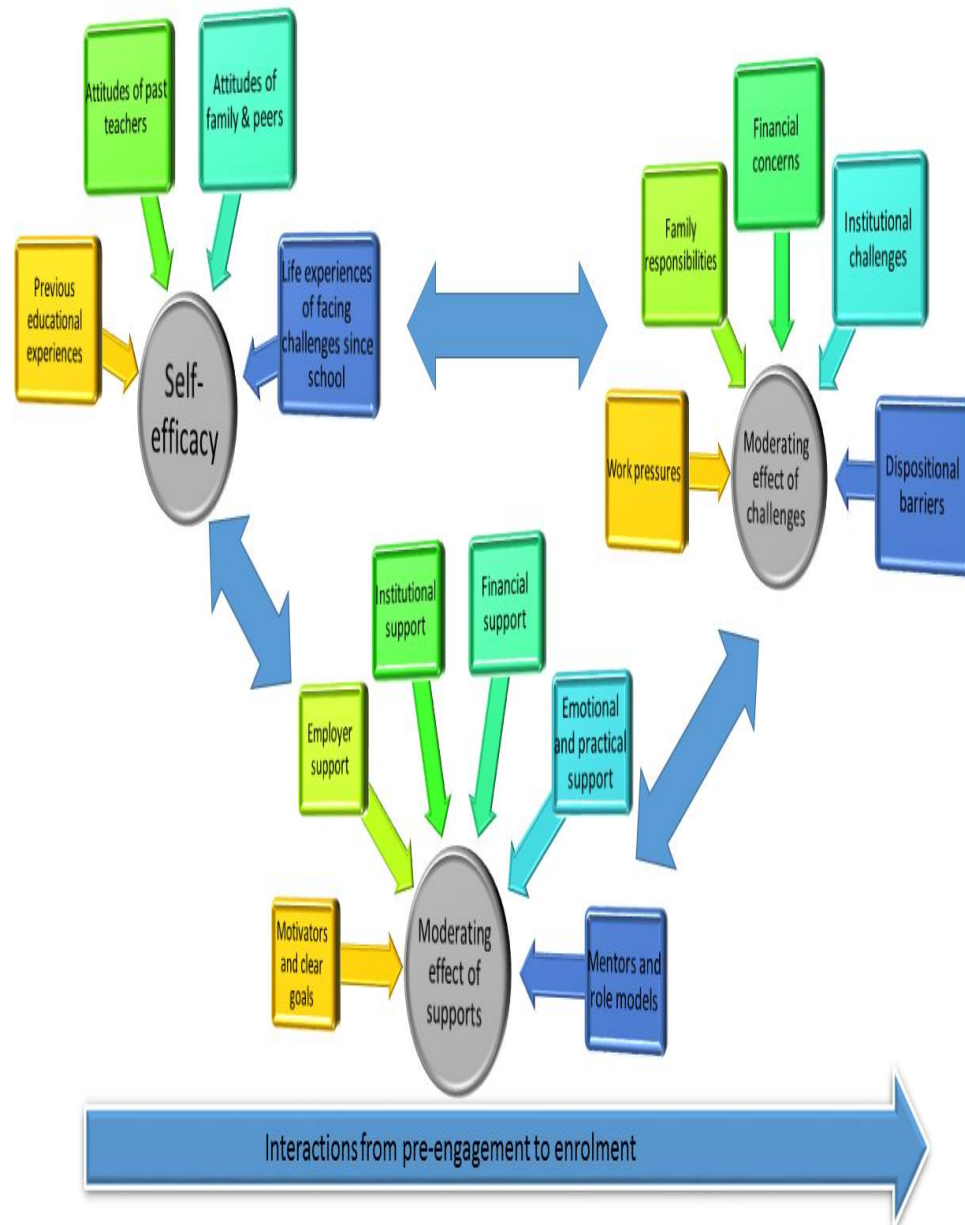 Attitudes of past
teachers
Attitudes of
family & peers
Previous
educational
experiences
Life experiences
of facing
challenges since
school
Self-
efficacy
Financial
concerns
Family
responsibilities
Institutional
challenges
Work pressures
Dispositional
barriers
Moderating
effect of
challenges
Institutional
support
Financial
support
Employer
support
Emotional
and practical
support
Motivators
and clear
goals
Mentors and
role models
Moderating
effect of
supports
Interactions from pre-engagement to enrolment